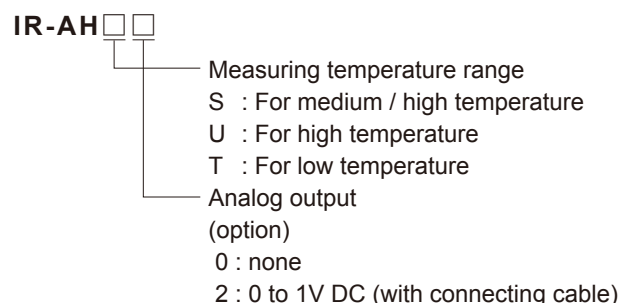 IR-AH□□
Measuring temperature range
S : For medium / high temperature
U : For high temperature
T : For low temperature
Analog output
(option)
0 : none
2 : 0 to 1V DC (with connecting cable)